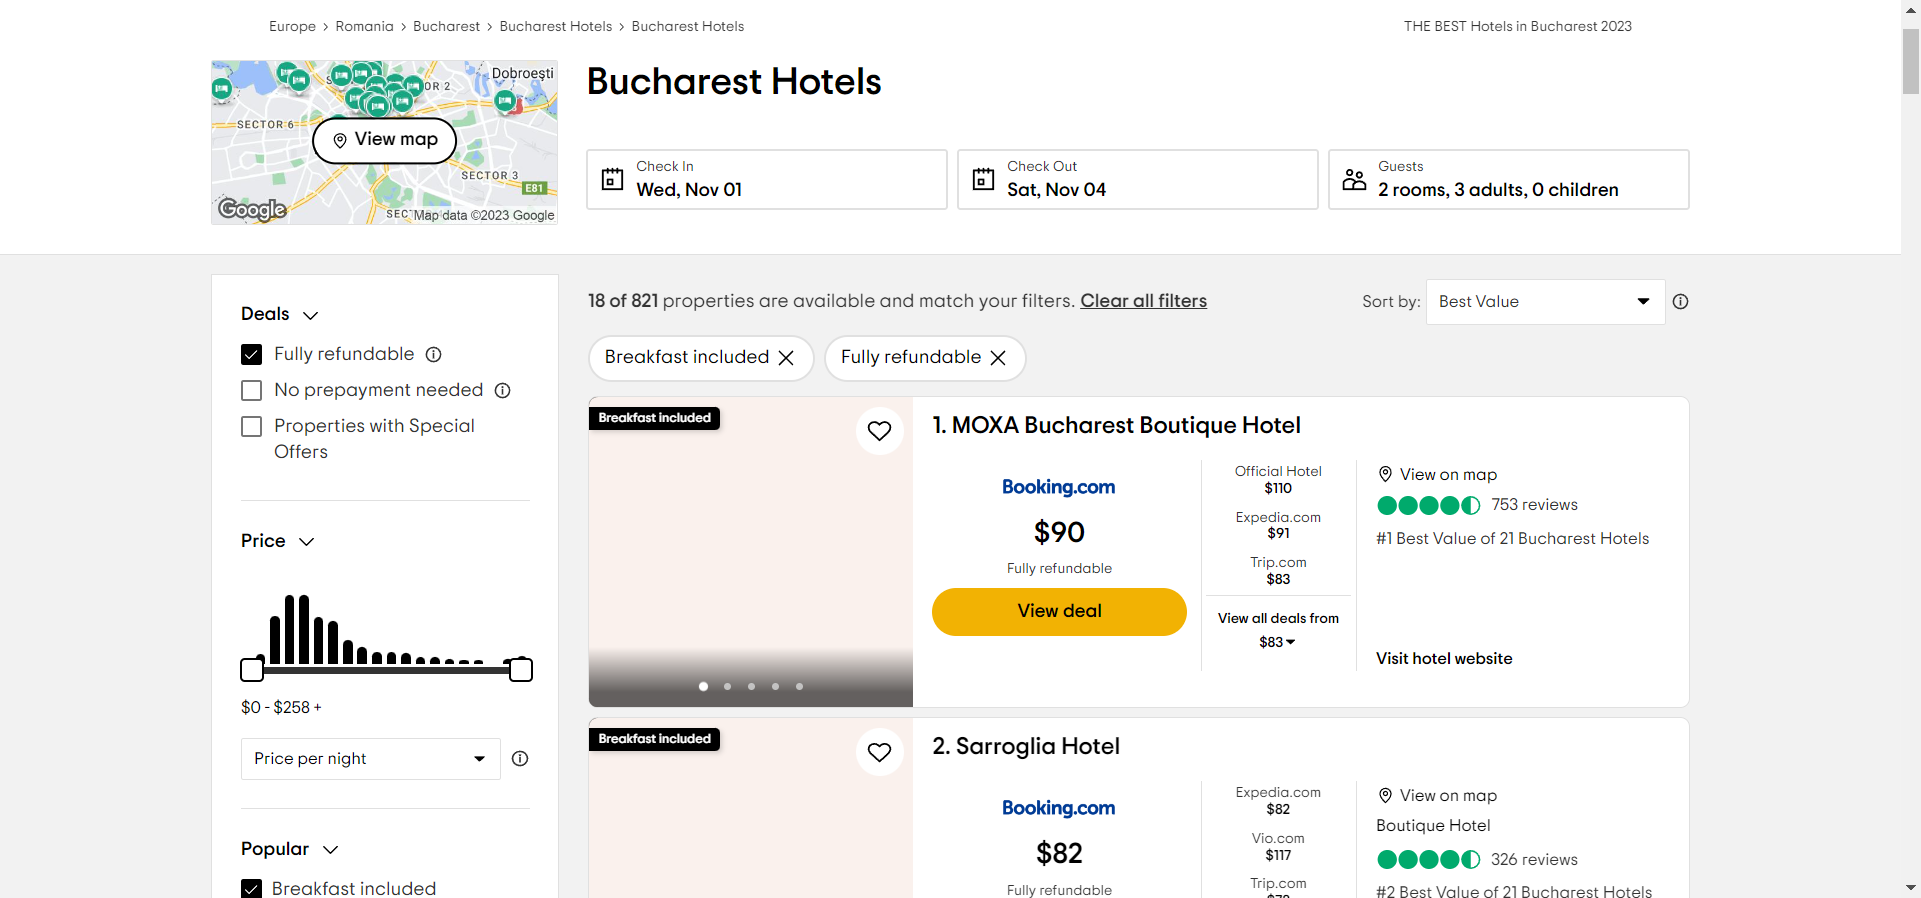 Europe › Romania › Bucharest › Bucharest Hotels › Bucharest Hotels
THE BEST Hotels in Bucharest 2023
Dobroești
OR 2
SECTOR 6
View map
SECTOR 3
E81
Google
SECT
Map data ©2023 Google
Bucharest Hotels
Check In
Wed, Nov 01
Check Out
Sat, Nov 04
Guests
2 rooms, 3 adults, 0 children
Deals
Fully refundable
No prepayment needed
Properties with Special
Offers
Price
$0 - $258 +
Price per night
Popular
Breakfast included
18 of 821 properties are available and match your filters. Clear all filters
Sort by:
Best Value
Breakfast included
Fully refundable
Breakfast included
1. MOXA Bucharest Boutique Hotel
Booking.com
$90
Fully refundable
View deal
Official Hotel
$110
Expedia.com
$91
Trip.com
$83
View all deals from
$83
View on map
753 reviews
#1 Best Value of 21 Bucharest Hotels
Visit hotel website
Breakfast included
2. Sarroglia Hotel
Booking.com
$82
Fully refundable
Expedia.com
$82
Vio.com
$117
Trip.com
View on map
Boutique Hotel
326 reviews
#2 Best Value of 21 Bucharest Hotels